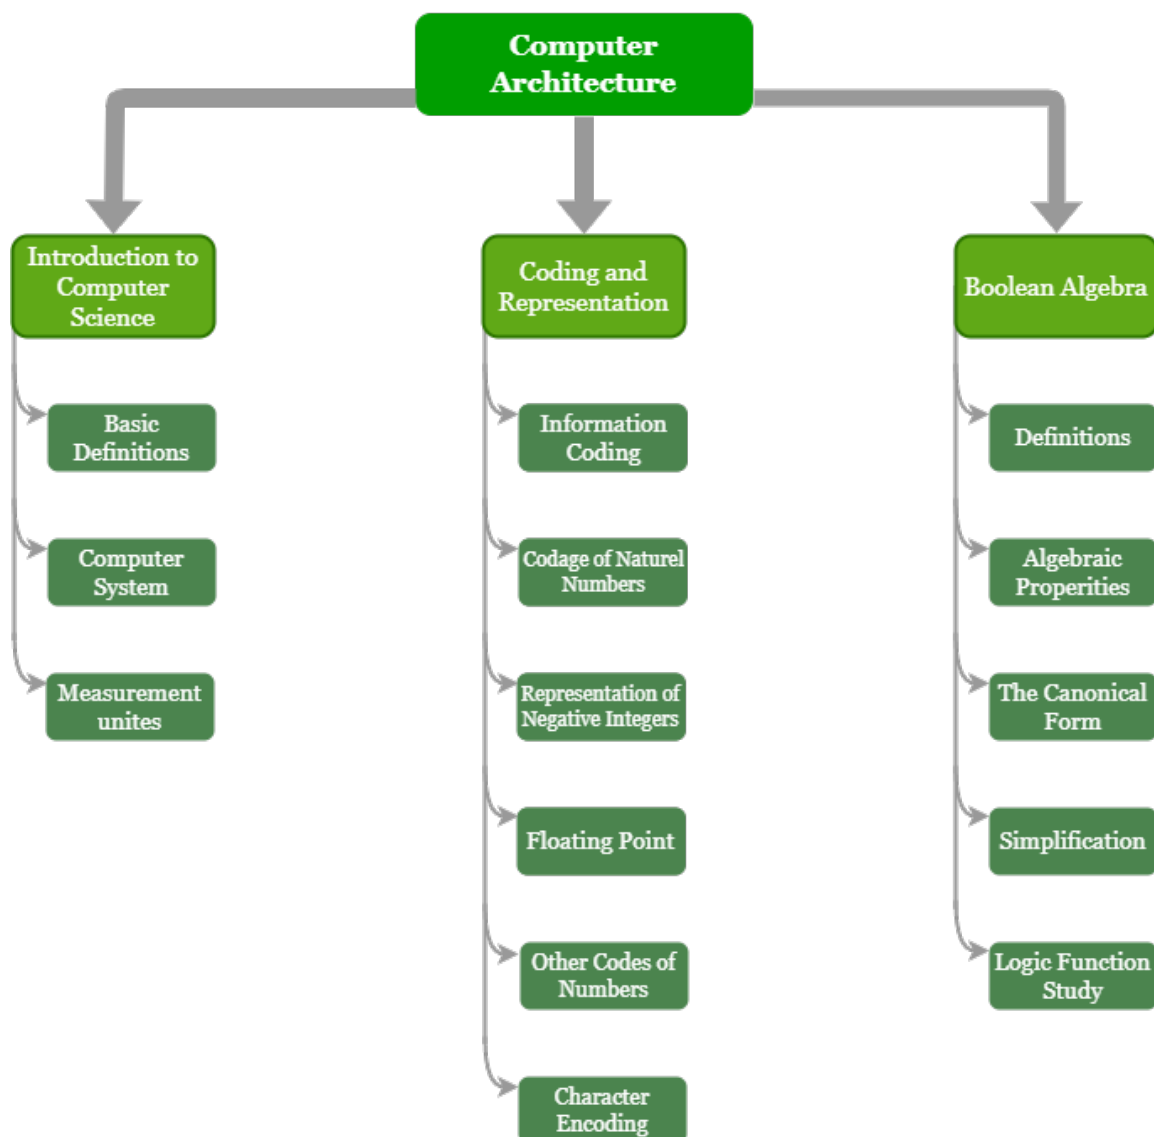 Computer
Architecture
Introduction to
Computer
Science
Basic
Definitions
Computer
System
Measurement
unites
Coding and
Representation
Information
Coding
Codage of Naturel
Numbers
Representation of
Negative Integers
Floating Point
Other Codes of
Numbers
Character
Encoding
Boolean Algebra
Definitions
Algebraic
Properities
The Canonical
Form
Simplification
Logic Function
Study